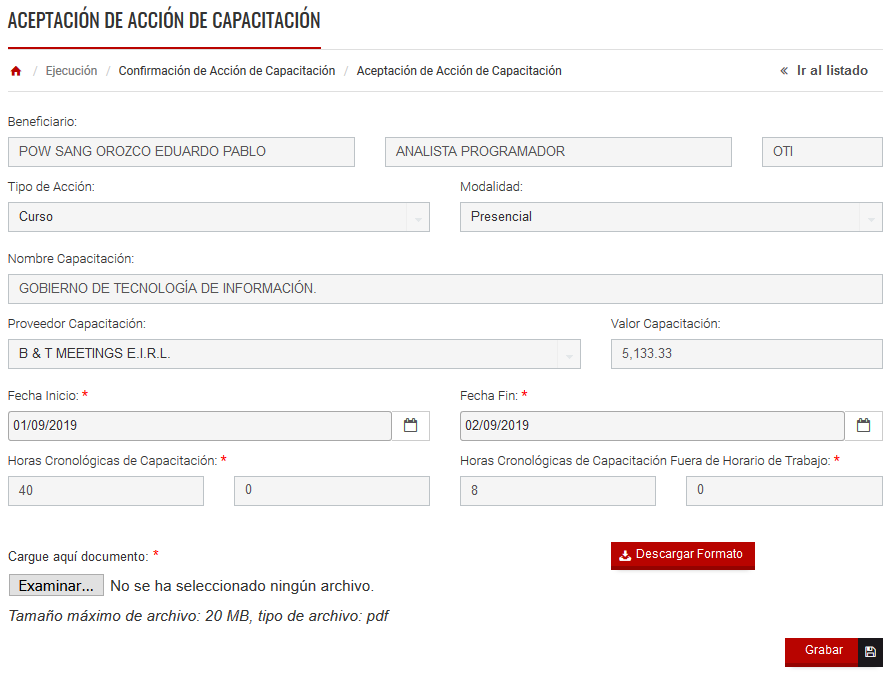 ACEPTACIÓN DE ACCIÓN DE CAPACITACIÓN
/ Ejecución / Confirmación de Acción de Capacitación / Aceptación de Acción de Capacitación « Ir al listado
Beneficiario:
POW SANG OROZCO EDUARDO PABLO ANALISTA PROGRAMADOR OTI
Tipo de Acción: Modalidad:
Curso Presencial
Nombre Capacitación:
GOBIERNO DE TECNOLOGÍA DE INFORMACIÓN.
Proveedor Capacitación: Valor Capacitación:
B & T MEETINGS E.I.R.L. 5,133.33
Fecha Inicio: * Fecha Fin: *
01/09/2019 02/09/2019
Horas Cronológicas de Capacitación: * Horas Cronológicas de Capacitación Fuera de Horario de Trabajo: *
40 0 8 0
Cargue aquí documento: * Descargar Formato
Examinar... No se ha seleccionado ningún archivo.
Tamaño máximo de archivo: 20 MB, tipo de archivo: pdf
Grabar